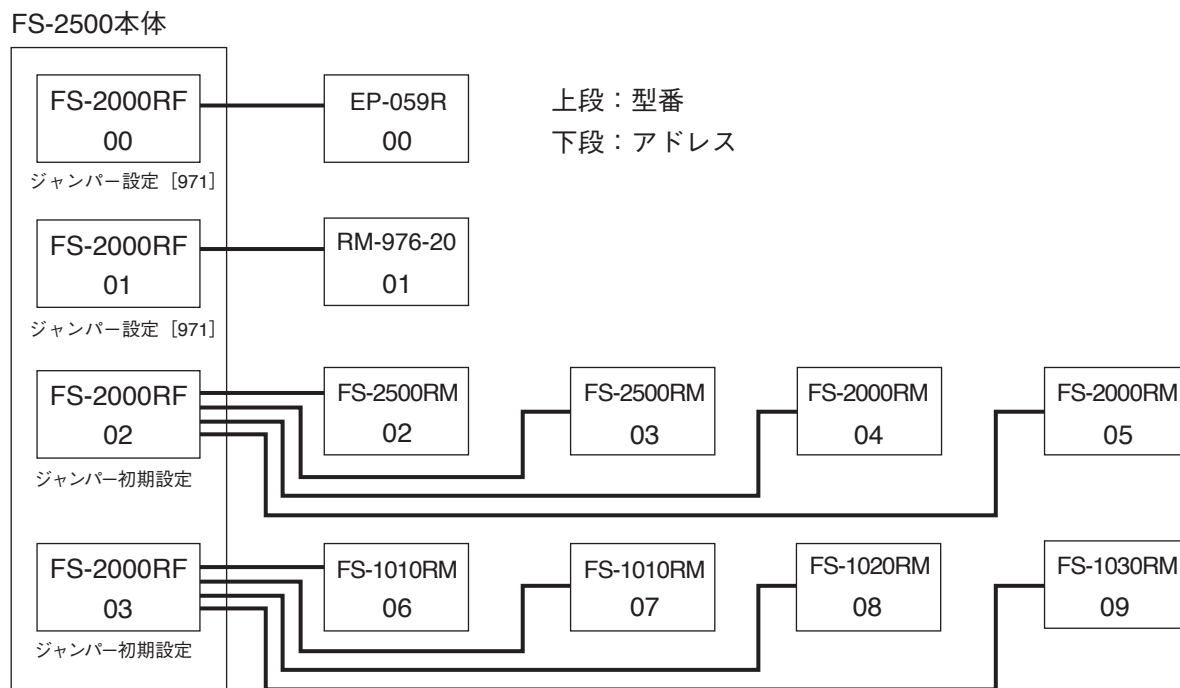 FS-2500本体
FS-2000RF
00
ジャンパー設定［971］
EP-059R
00
上段：型番
下段：アドレス
FS-2000RF
01
ジャンパー設定［971］
RM-976-20
01
FS-2000RF
02
ジャンパー初期設定
FS-2500RM
02
FS-2500RM
03
FS-2000RM
04
FS-2000RM
05
FS-2000RF
03
ジャンパー初期設定
FS-1010RM
06
FS-1010RM
07
FS-1020RM
08
FS-1030RM
09